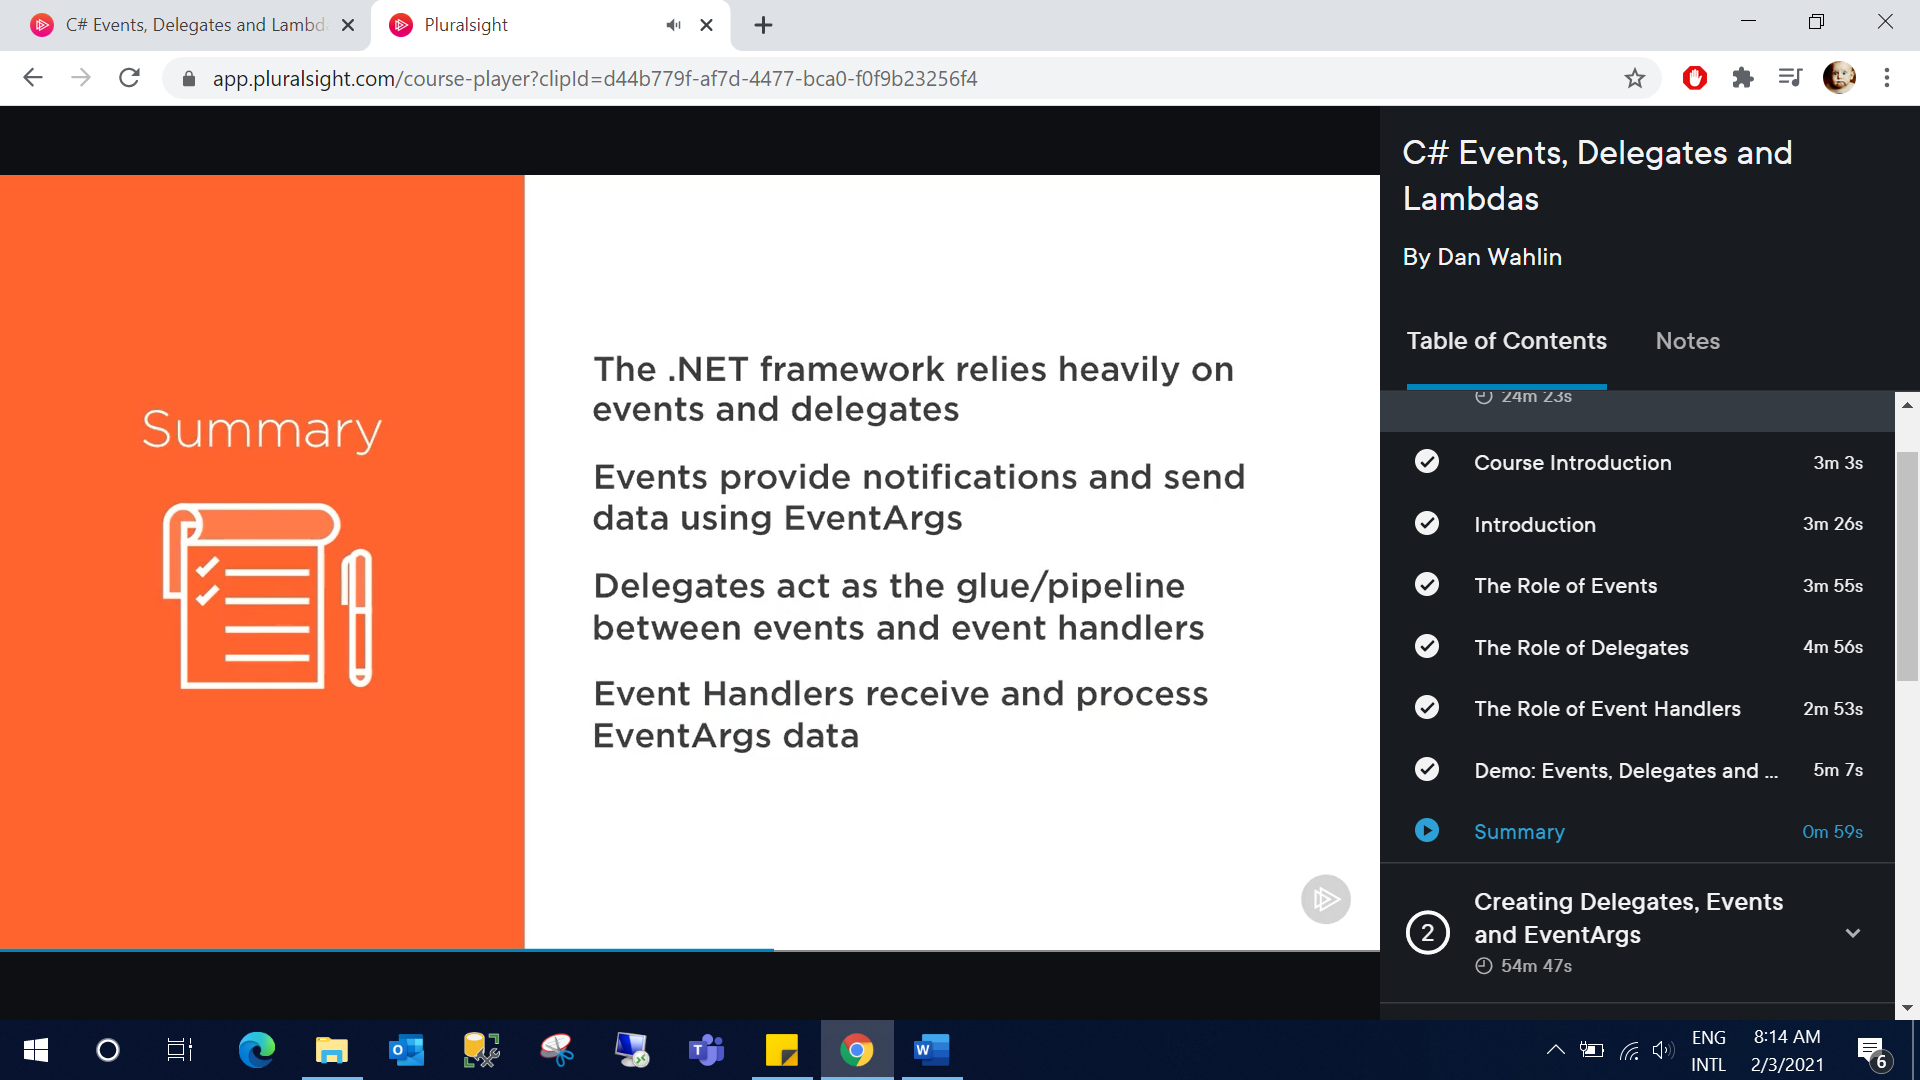 C# Events, Delegates and Lambd
Pluralsight
app.pluralsight.com/course-player?clipId=d44b779f-af7d-4477-bca0-f0f9b23256f4
Summary
The .NET framework relies heavily on
events and delegates
Events provide notifications and send
data using EventArgs
Delegates act as the glue/pipeline
between events and event handlers
Event Handlers receive and process
EventArgs data
C# Events, Delegates and
Lambdas
By Dan Wahlin
Table of Contents
Notes
24m 23s
Course Introduction 3m 3s
Introduction 3m 26s
The Role of Events 3m 55s
The Role of Delegates 4m 56s
The Role of Event Handlers 2m 53s
Demo: Events, Delegates and ... 5m 7s
Summary 0m 59s
2
Creating Delegates, Events
and EventArgs
54m 47s
ENG
INTL
8:14 AM
2/3/2021
6